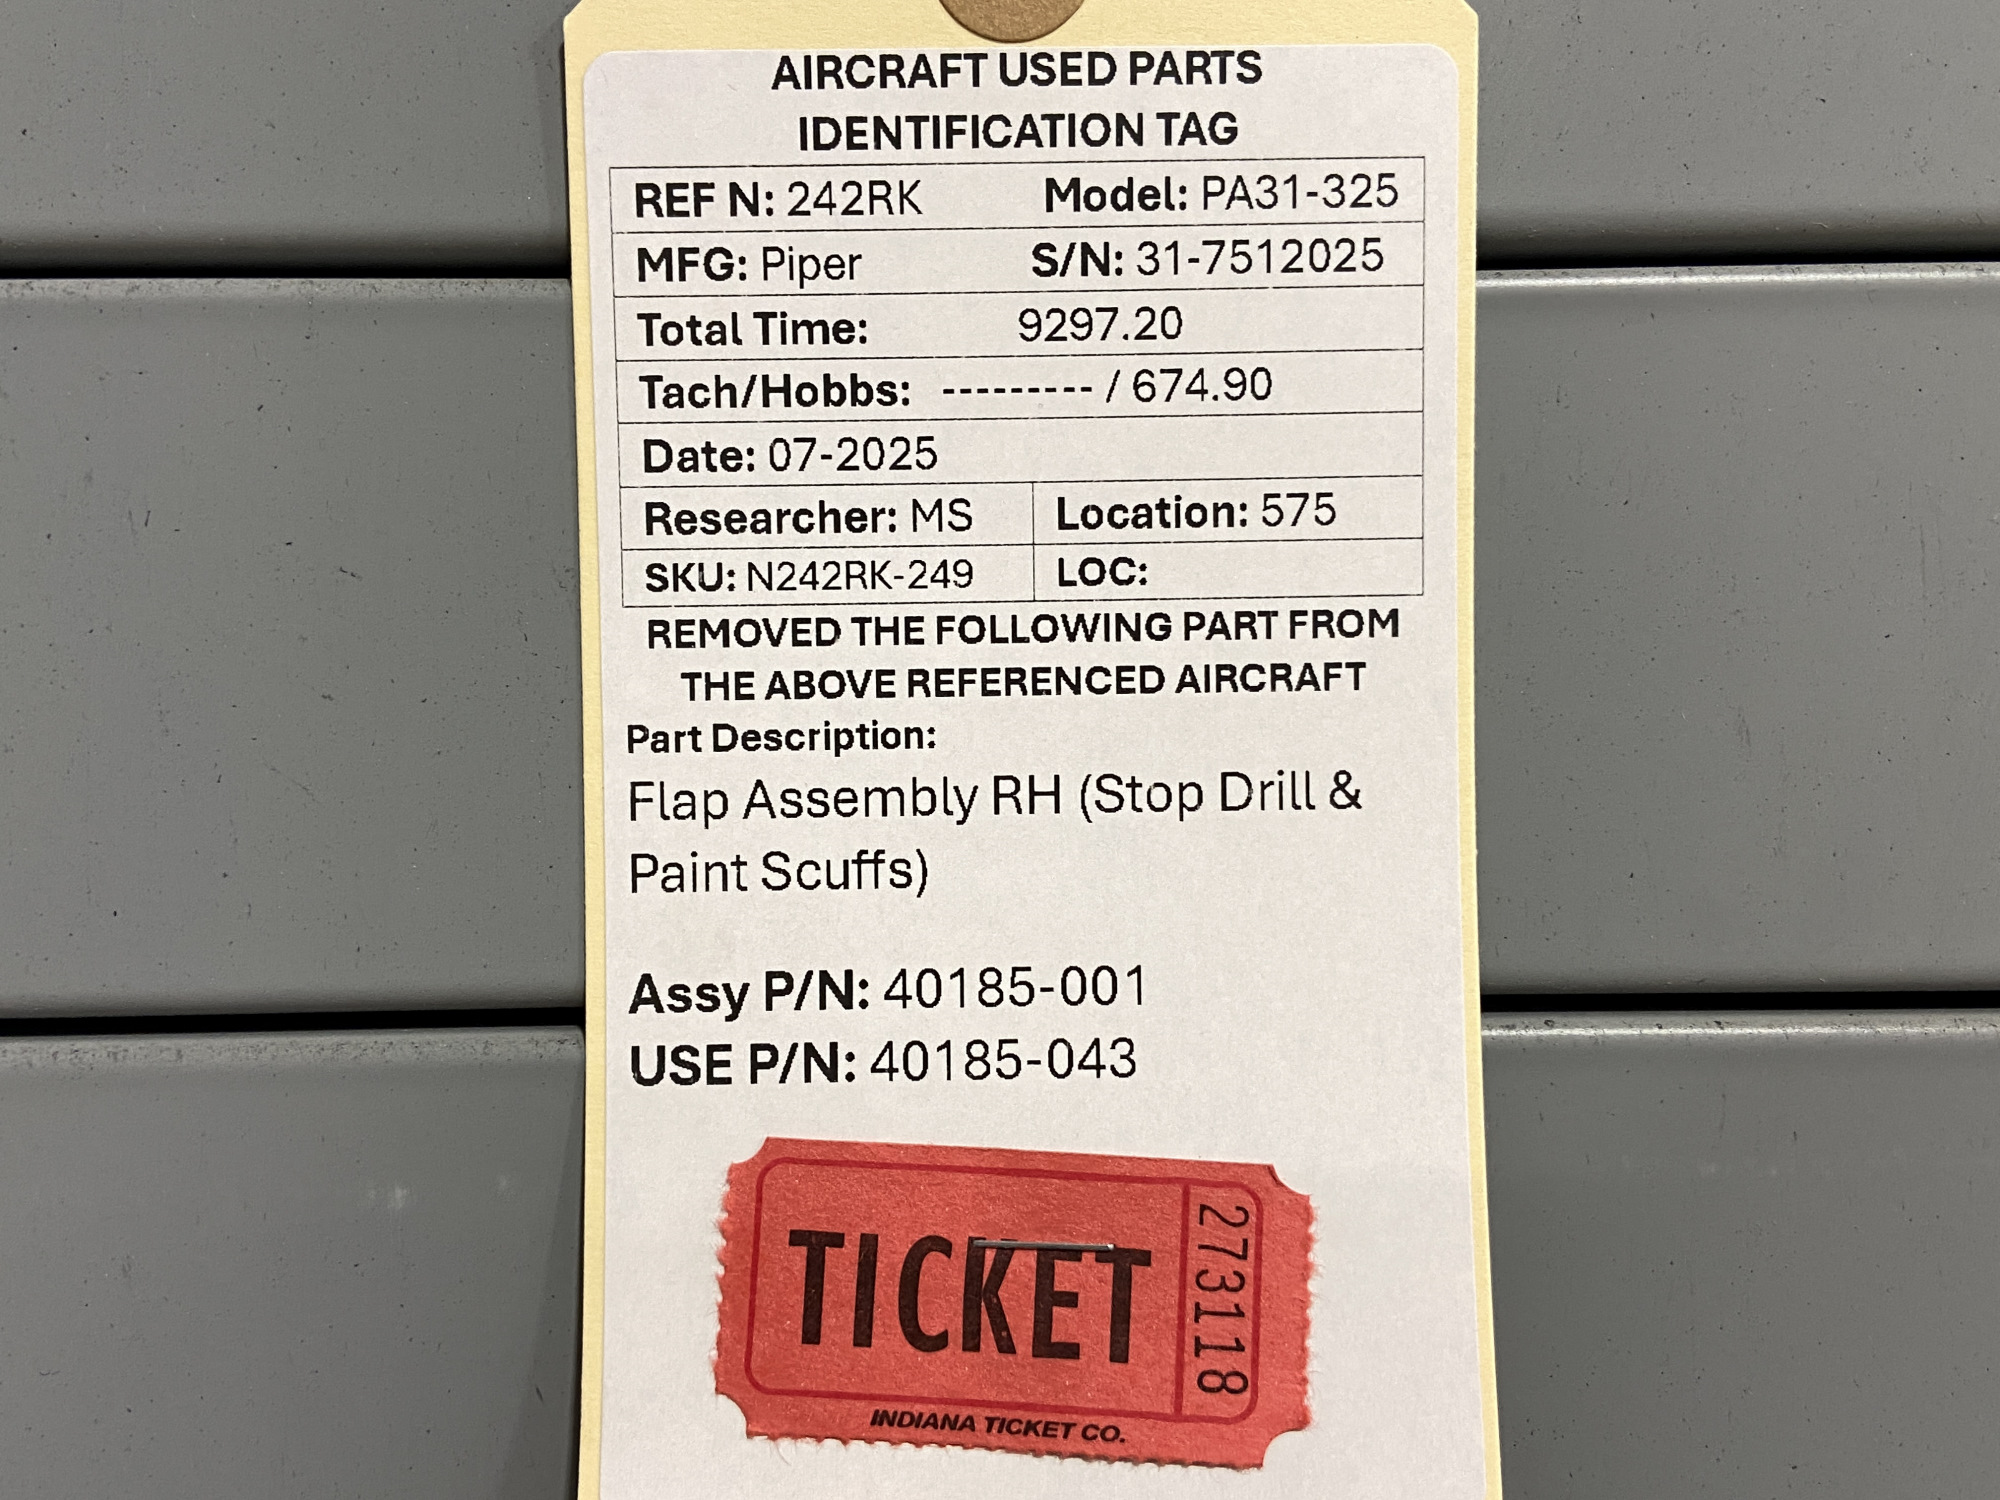 AIRCRAFT USED PARTS
IDENTIFICATION TAG
REF N: 242RK Model: PA31-325
MFG: Piper S/N: 31-7512025
Total Time: 9297.20
Tach/Hobbs: --------- / 674.90
Date: 07-2025
Researcher: MS Location: 575
SKU: N242RK-249 LOC:
REMOVED THE FOLLOWING PART FROM
THE ABOVE REFERENCED AIRCRAFT
Part Description:
Flap Assembly RH (Stop Drill &
Paint Scuffs)
Assy P/N: 40185-001
USE P/N: 40185-043
TICKET
273118
INDIANA TICKET CO.